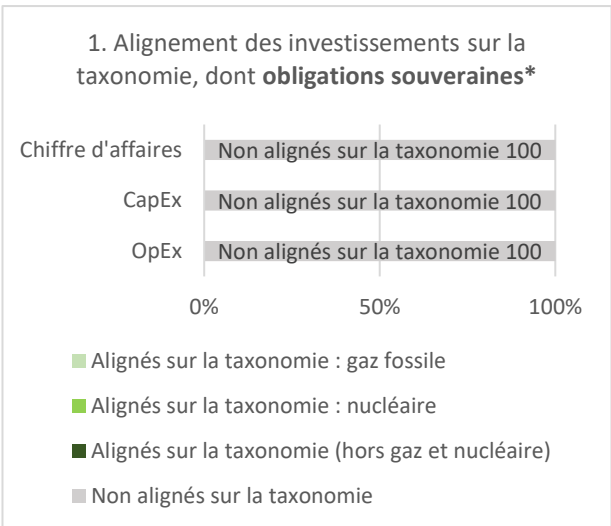 1. Alignement des investissements sur la
taxonomie, dont obligations souveraines*
Chiffre d'affaires
Non alignés sur la taxonomie 100
CapEx
Non alignés sur la taxonomie 100
OpEx
Non alignés sur la taxonomie 100
0%
50%
100%
Alignés sur la taxonomie : gaz fossile
Alignés sur la taxonomie : nucléaire
Alignés sur la taxonomie (hors gaz et nucléaire)
Non alignés sur la taxonomie